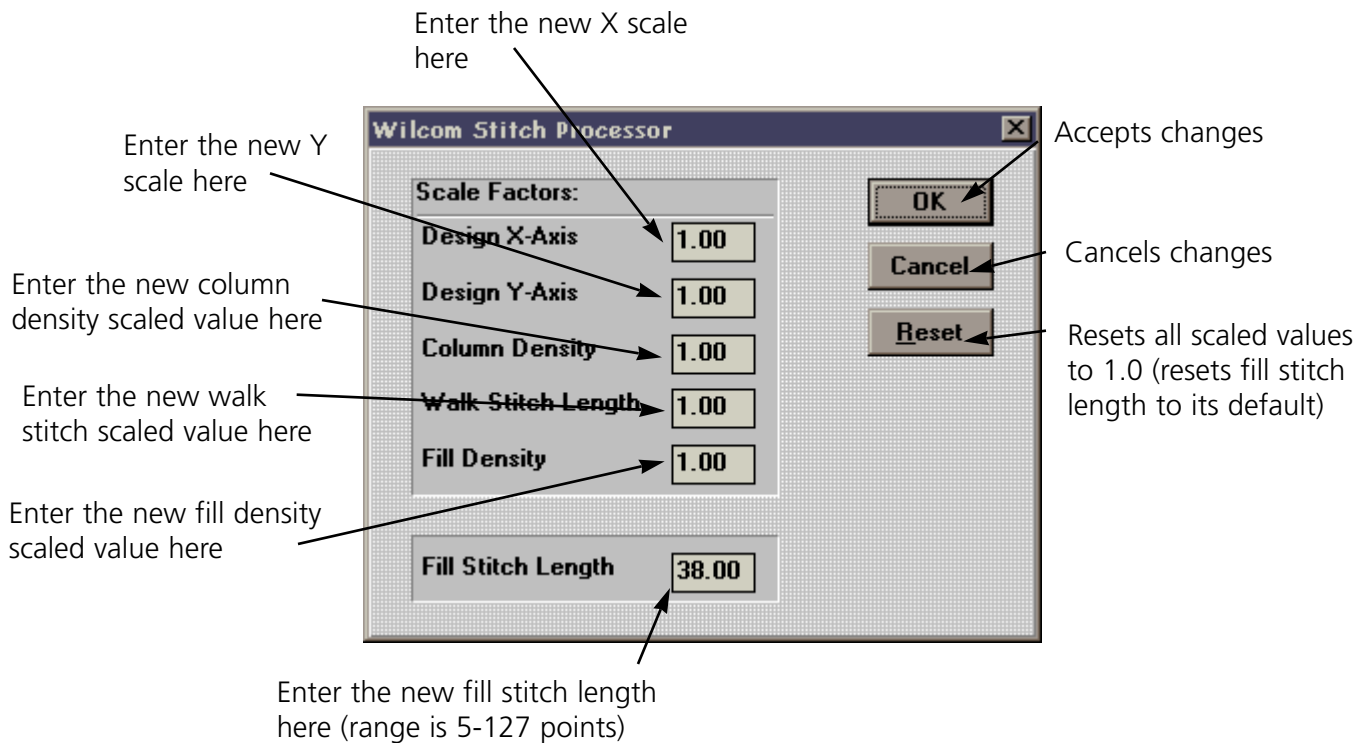 Enter the new X scale
here
Wilcom Stitch Processor
Accepts changes
Enter the new Y
scale here
Scale Factors:
OK
Design X-Axis
1.00
Cancel
Cancels changes
Enter the new column
density scaled value here
Design Y-Axis
1.00
Reset
Resets all scaled values
to 1.0 (resets fill stitch
length to its default)
Column Density
1.00
Enter the new walk
stitch scaled value here
Walk Stitch Length
1.00
Fill Density
1.00
Enter the new fill density
scaled value here
Fill Stitch Length
38.00
Enter the new fill stitch length
here (range is 5-127 points)